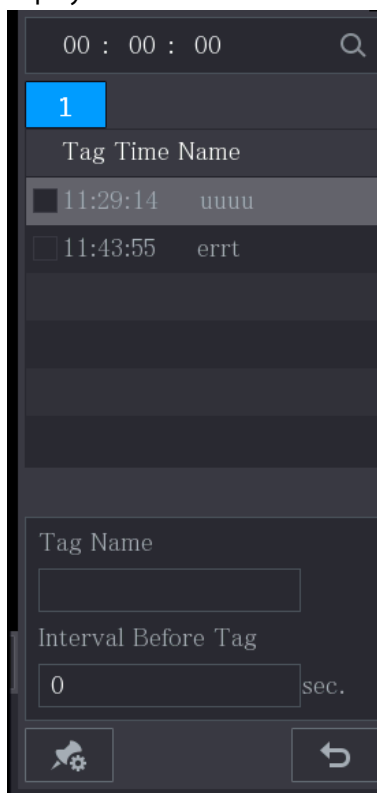 00 : 00 : 00
1
Tag Time Name
11:29:14 uuuu
11:43:55 errt
Tag Name
Interval Before Tag
0 sec.